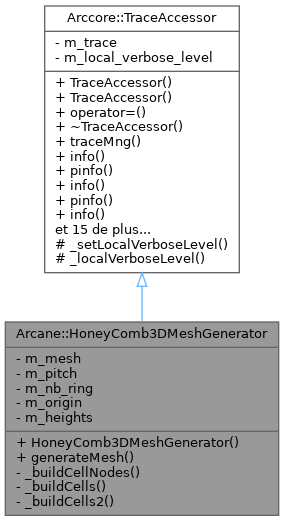 Arccore::TraceAccessor
- m_trace
- m_local_verbose_level
+ TraceAccessor()
+ TraceAccessor()
+ operator=()
+ ~TraceAccessor()
+ traceMng()
+ info()
+ pinfo()
+ info()
+ pinfo()
+ info()
et 15 de plus...
# _setLocalVerboseLevel()
# _localVerboseLevel()
Arcane::HoneyComb3DMeshGenerator
- m_mesh
- m_pitch
- m_nb_ring
- m_origin
- m_heights
+ HoneyComb3DMeshGenerator()
+ generateMesh()
- _buildCellNodes()
- _buildCells()
- _buildCells2()